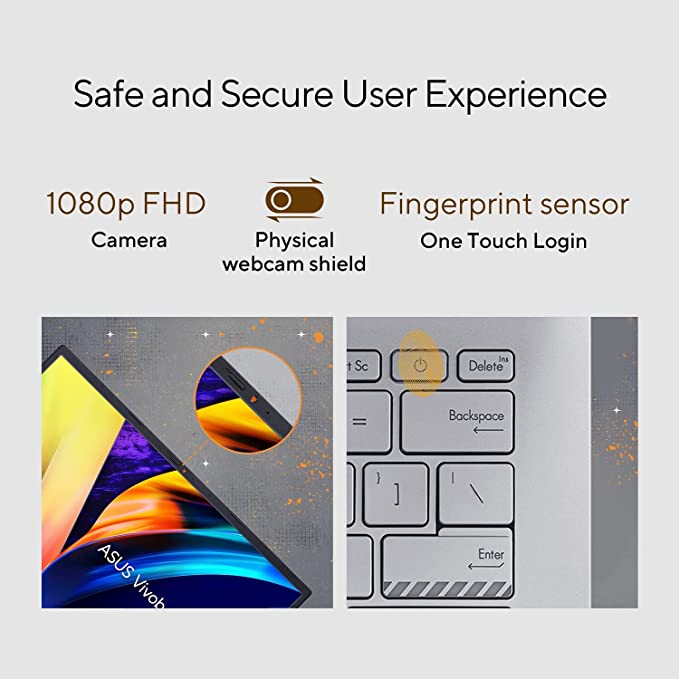 Safe and Secure User Experience
1080p FHD
Camera
Physical
webcam shield
Fingerprint sensor
One Touch Login
ASUS Vivob
t Sc
Delete
Ins
=
Backspace
}
]
|
\
Enter